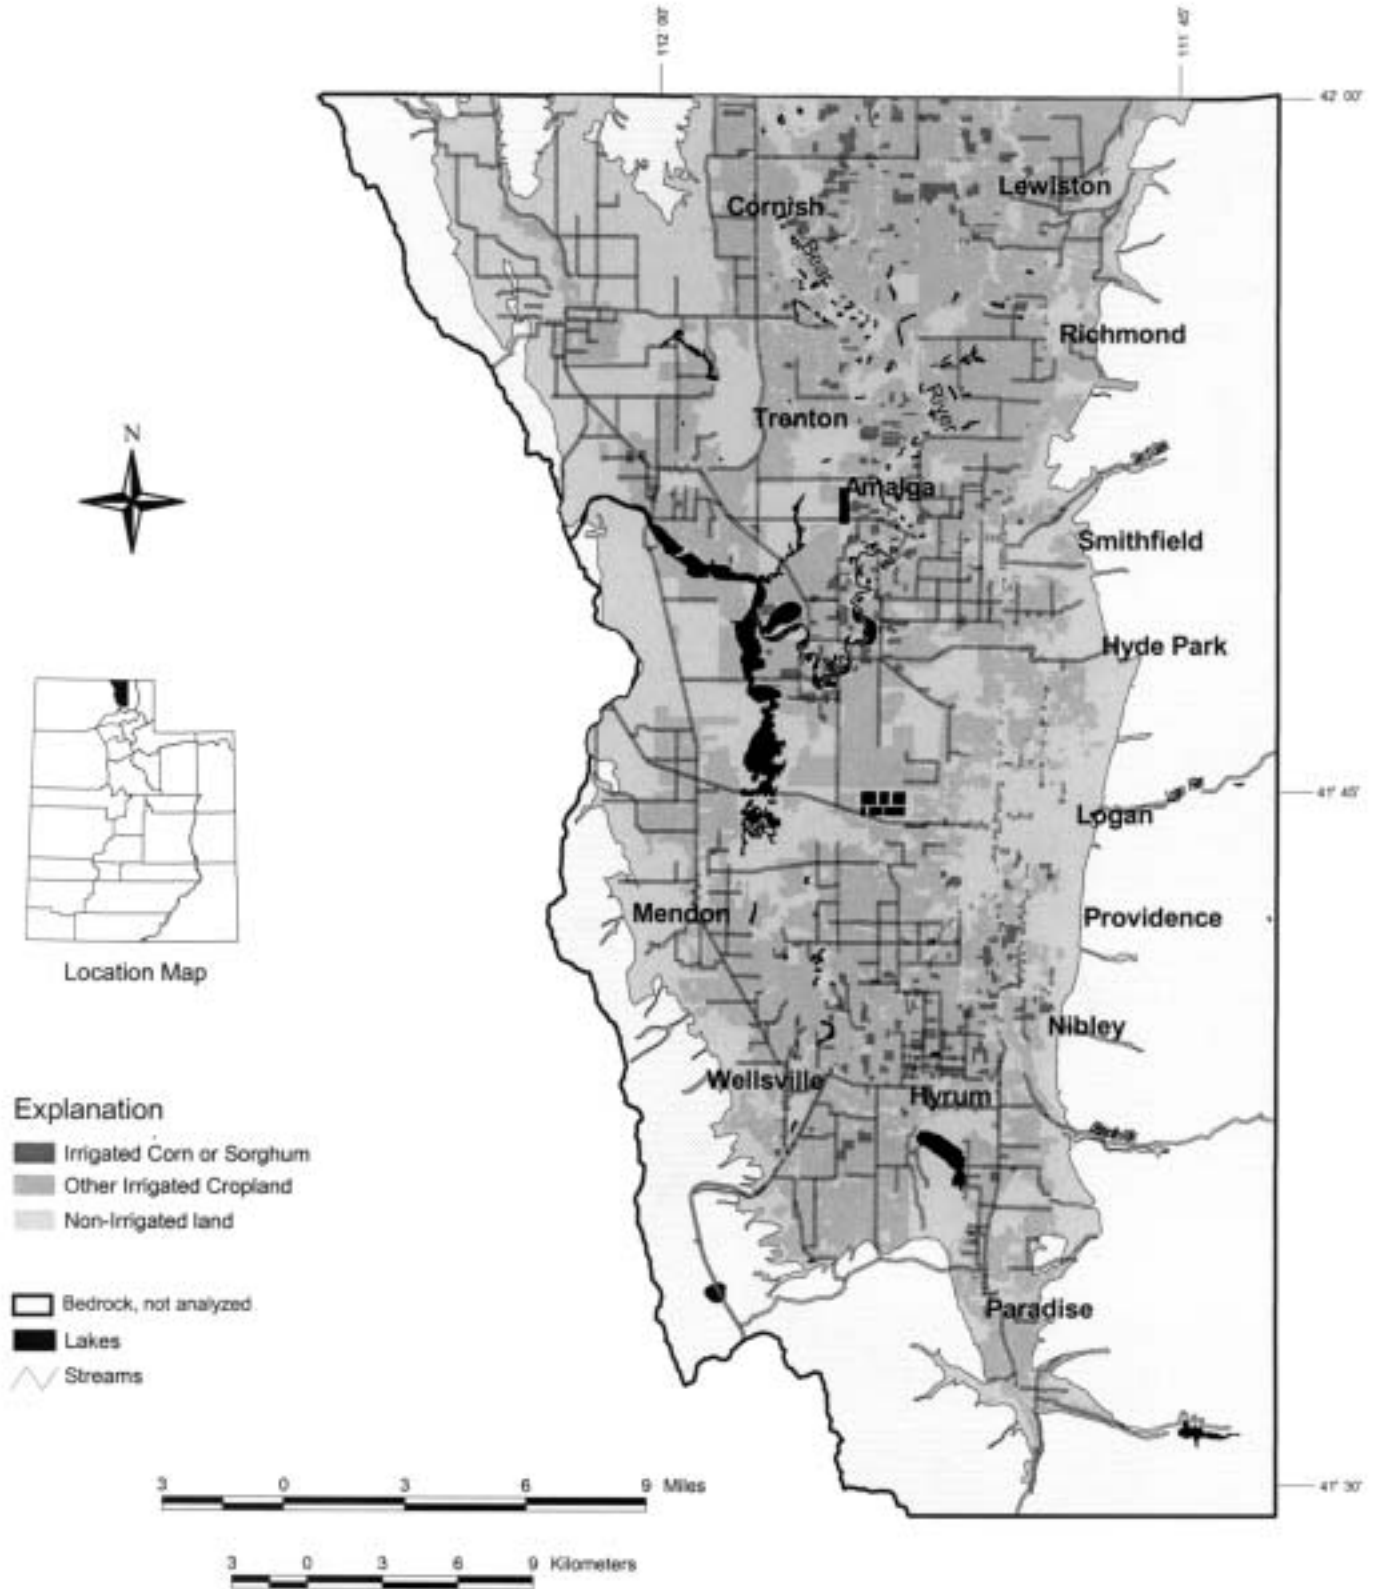 112° 00'
111° 45'
42° 00'
Lewiston
Cornish
Bear
Richmond
River
Trenton
N
Amalga
Smithfield
Hyde Park
41° 45'
Logan
Mendon
Providence
Location Map
Nibley
Wellsville
Hyrum
Explanation
Irrigated Corn or Sorghum
Other Irrigated Cropland
Non-Irrigated land
Bedrock, not analyzed
Paradise
Lakes
Streams
3 0 3 6 9 Miles
41° 30'
3 0 3 6 9 Kilometers